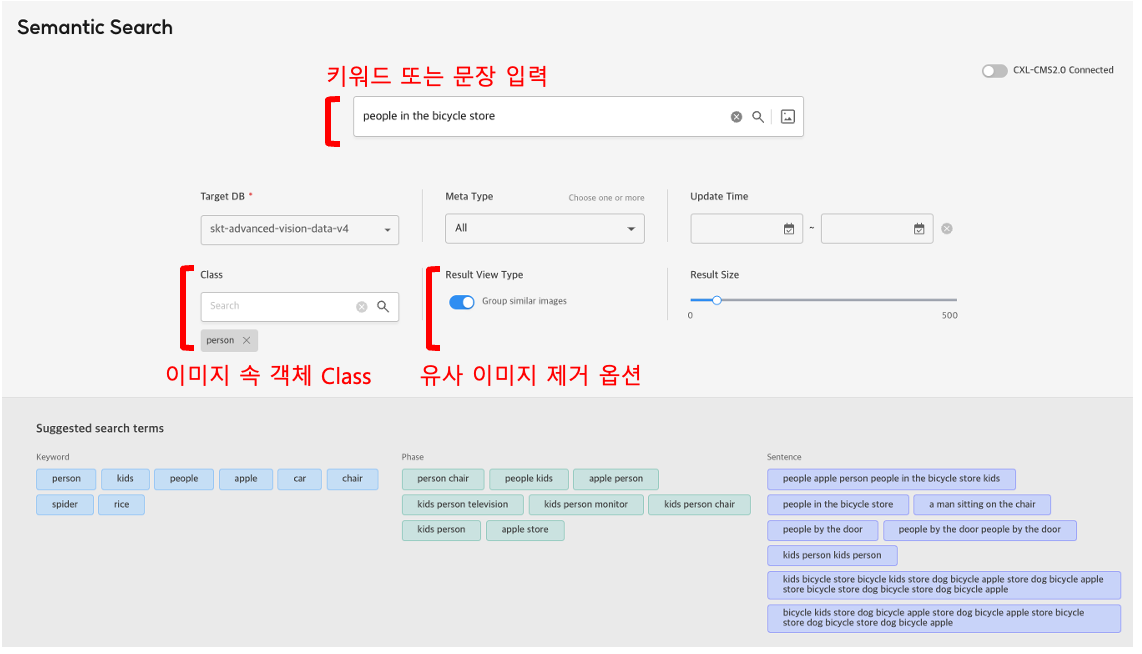 Semantic Search
키워드 또는 문장 입력
CXL-CMS2.0 Connected
people in the bicycle store
Target DB *
skt-advanced-vision-data-v4
Meta Type
Choose one or more
All
Update Time
~
Class
Search
person
이미지 속 객체 Class
Result View Type
Group similar images
유사 이미지 제거 옵션
Result Size
0
500
Suggested search terms
Keyword
person kids people apple car chair
spider rice
Phase
person chair people kids apple person
kids person television kids person monitor kids person chair
kids person apple store
Sentence
people apple person people in the bicycle store kids
people in the bicycle store a man sitting on the chair
people by the door people by the door people by the door
kids person kids person
kids bicycle store bicycle kids store dog bicycle apple store dog bicycle apple
store bicycle store dog bicycle store dog bicycle apple
bicycle kids store dog bicycle apple store dog bicycle apple store bicycle
store dog bicycle store dog bicycle apple